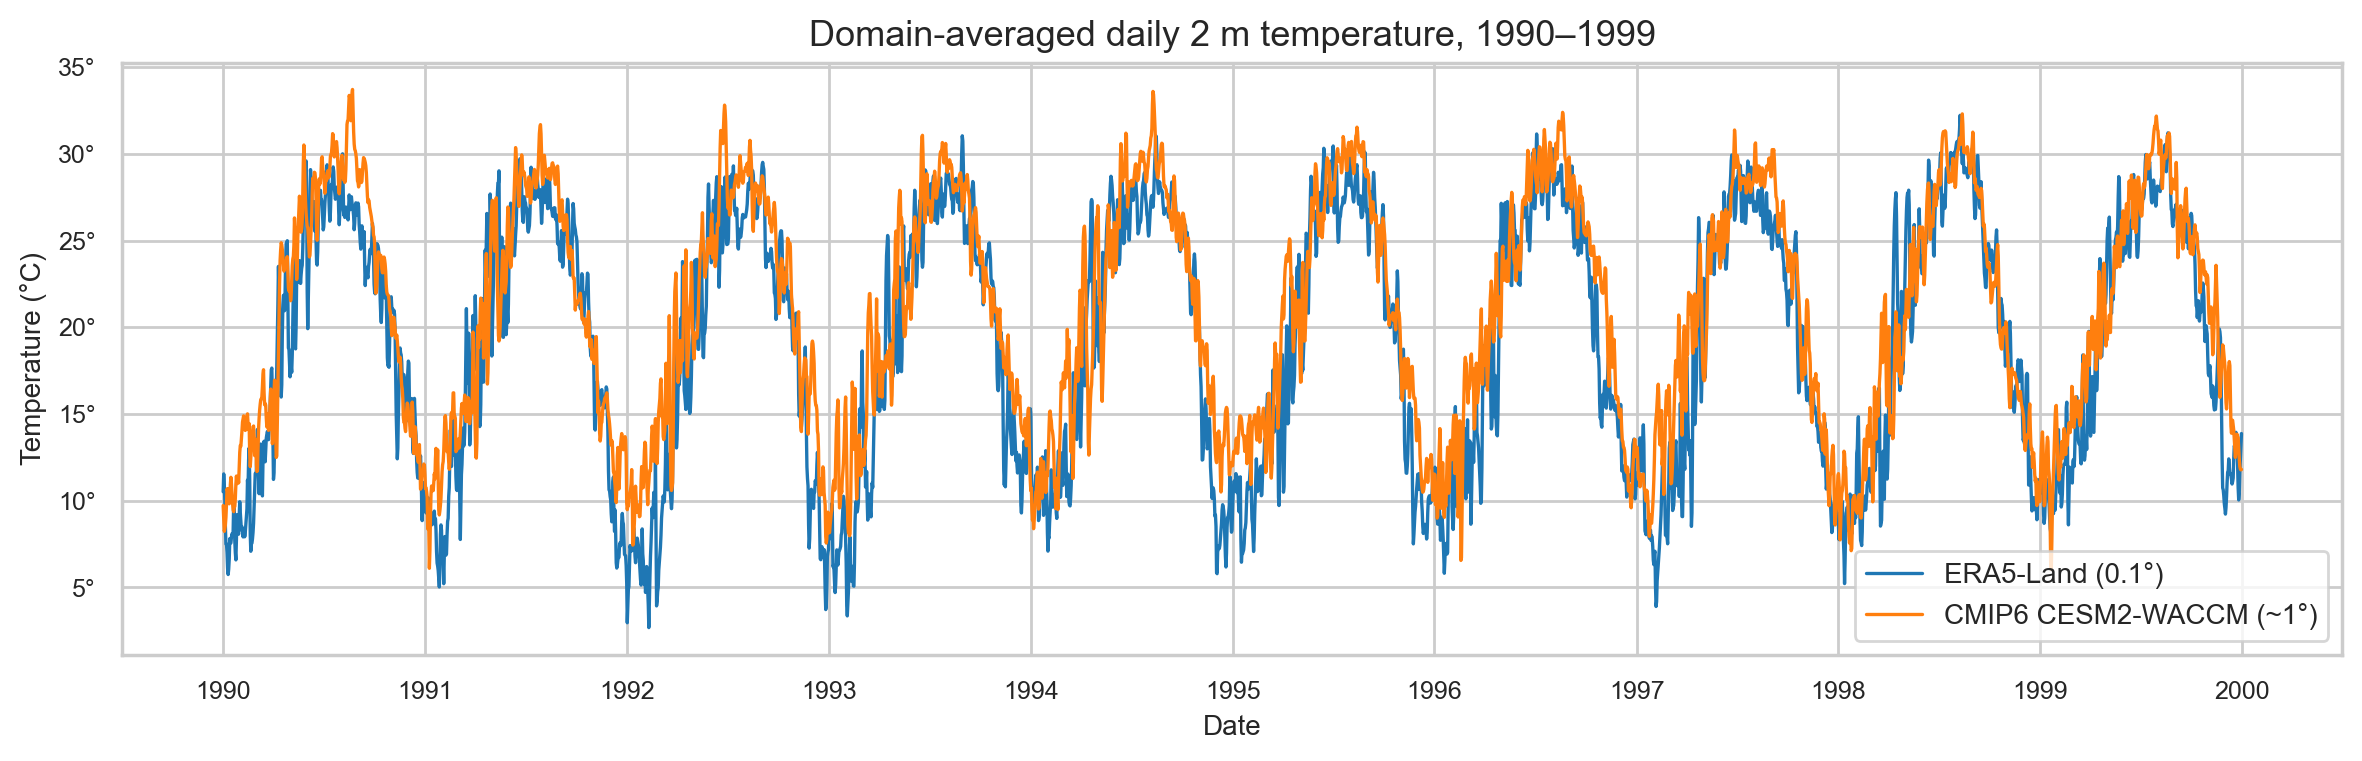 Domain-averaged daily 2 m temperature, 1990–1999
35°
30°
25°
20°
15°
10°
5°
Temperature (°C)
ERA5-Land (0.1°)
CMIP6 CESM2-WACCM (~1°)
1990 1991 1992 1993 1994 1995 1996 1997 1998 1999 2000
Date